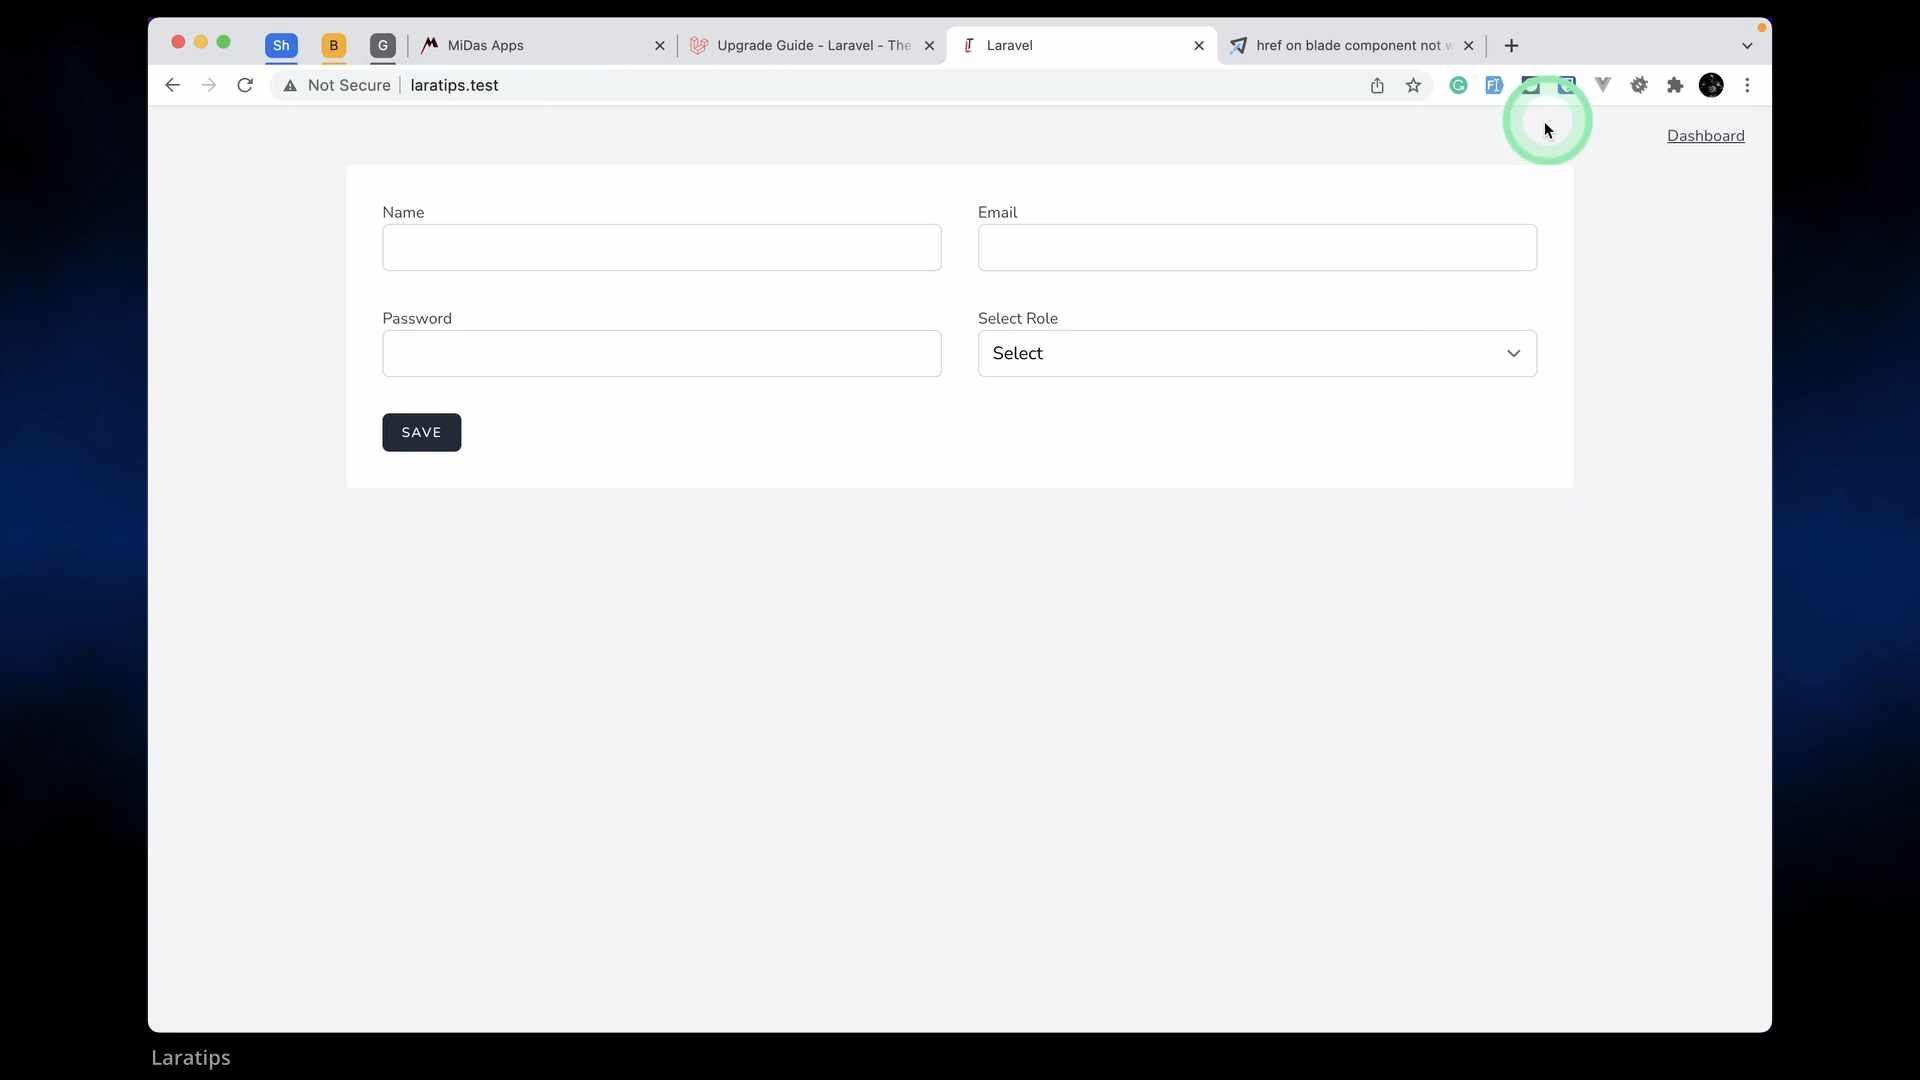 Sh
B
G
MiDas Apps
Upgrade Guide - Laravel - The
Laravel
href on blade component not w
Not Secure
laratips.test
Dashboard
Name
Email
Password
Select Role
Select
SAVE
Laratips